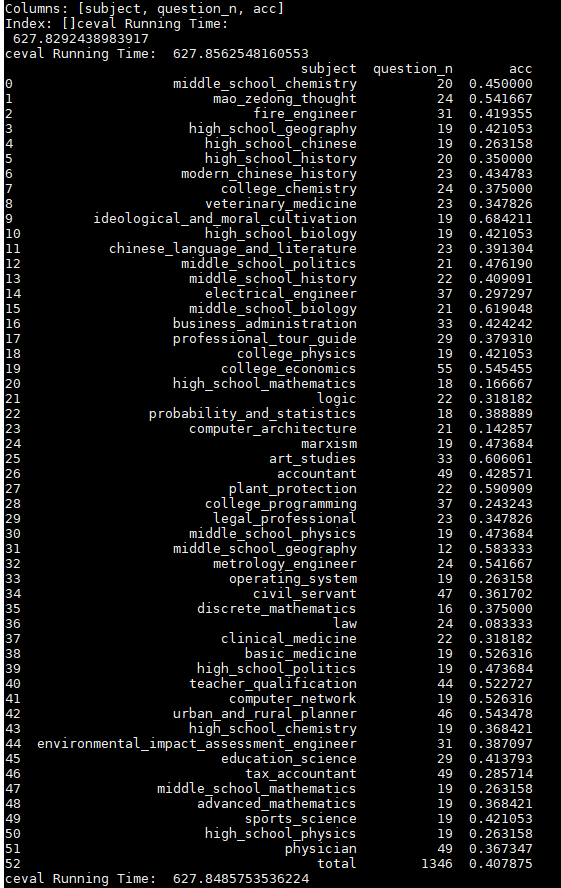 Columns: [subject, question_n, acc]
Index: []ceval Running Time:
 627.8292439883917
ceval Running Time:  627.8562548160553
subject  question_n  acc
0  middle_school_chemistry  20  0.450000
1  mao_zedong_thought  24  0.541667
2  fire_engineer  31  0.419355
3  high_school_geography  19  0.421053
4  high_school_chinese  19  0.263158
5  high_school_history  20  0.350000
6  modern_chinese_history  23  0.434783
7  college_chemistry  24  0.375000
8  veterinary_medicine  23  0.347826
9  ideological_and_moral_cultivation  19  0.684211
10  high_school_biology  19  0.421053
11  chinese_language_and_literature  23  0.391304
12  middle_school_politics  21  0.476190
13  middle_school_history  22  0.409091
14  electrical_engineer  37  0.297297
15  middle_school_biology  21  0.619048
16  business_administration  33  0.424242
17  professional_tour_guide  29  0.379310
18  college_physics  19  0.421053
19  college_economics  55  0.545455
20  high_school_mathematics  18  0.166667
21  logic  22  0.318182
22  probability_and_statistics  18  0.388889
23  computer_architecture  21  0.142857
24  marxism  19  0.473684
25  art_studies  33  0.606061
26  accountant  49  0.428571
27  plant_protection  22  0.590909
28  college_programming  37  0.243243
29  legal_professional  23  0.347826
30  middle_school_physics  19  0.473684
31  middle_school_geography  12  0.583333
32  metrology_engineer  24  0.541667
33  operating_system  19  0.263158
34  civil_servant  47  0.361702
35  discrete_mathematics  16  0.375000
36  law  24  0.083333
37  clinical_medicine  22  0.318182
38  basic_medicine  19  0.526316
39  high_school_politics  19  0.473684
40  teacher_qualification  44  0.522727
41  computer_network  19  0.526316
42  urban_and_rural_planner  46  0.543478
43  high_school_chemistry  19  0.368421
44  environmental_impact_assessment_engineer  31  0.387097
45  education_science  29  0.413793
46  tax_accountant  49  0.285714
47  middle_school_mathematics  19  0.263158
48  advanced_mathematics  19  0.368421
49  sports_science  19  0.421053
50  high_school_physics  19  0.263158
51  physician  49  0.367347
52  total  1346  0.407875
ceval Running Time:  627.8485753536224